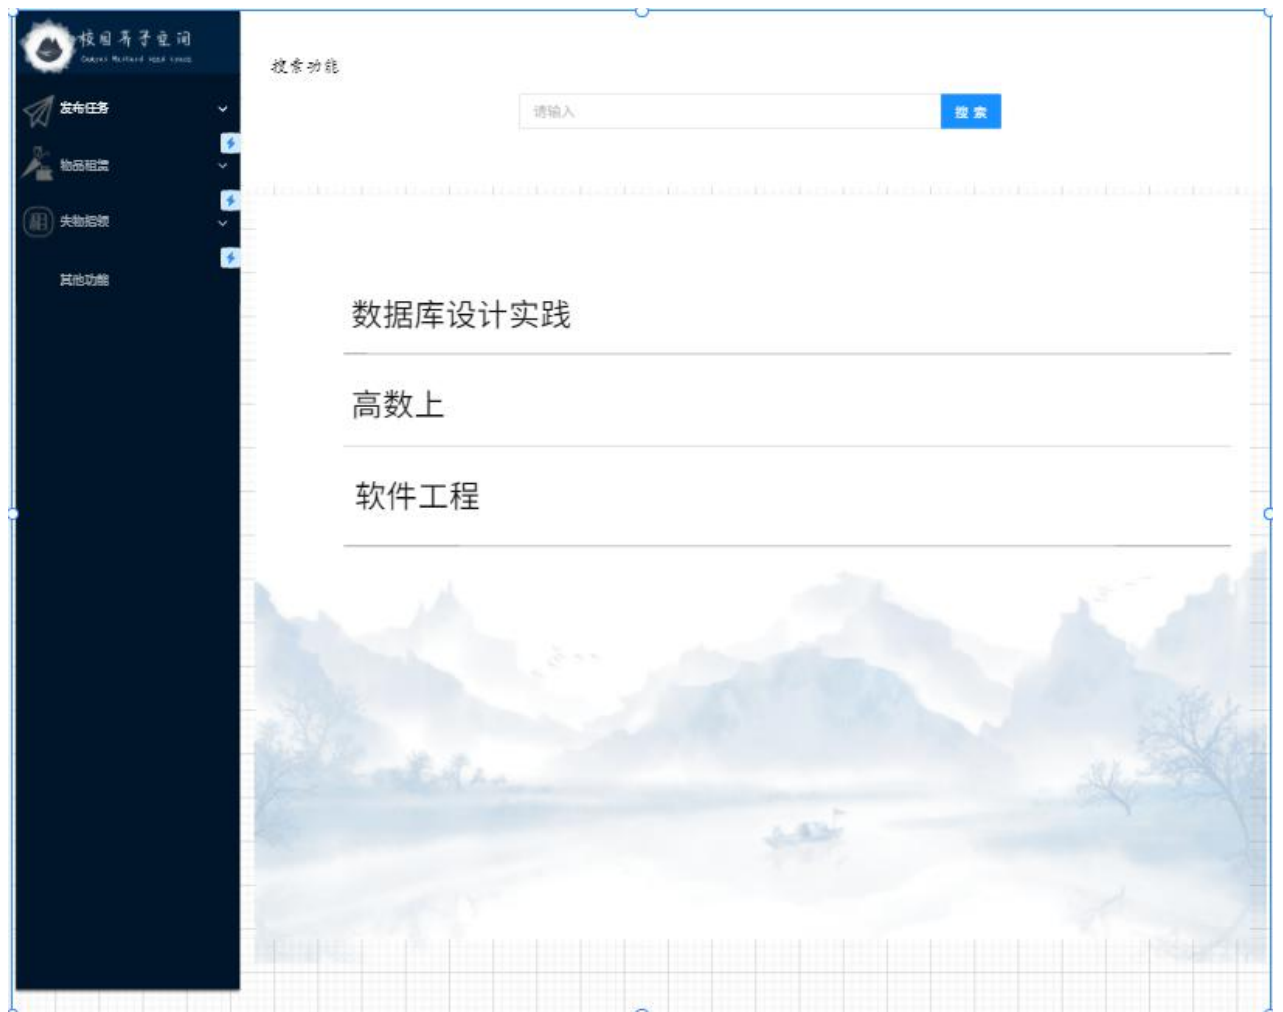 校园芥子空间
发布任务
物品租赁
失物招领
其他功能
搜索功能
请输入
搜 索
数据库设计实践
高数上
软件工程